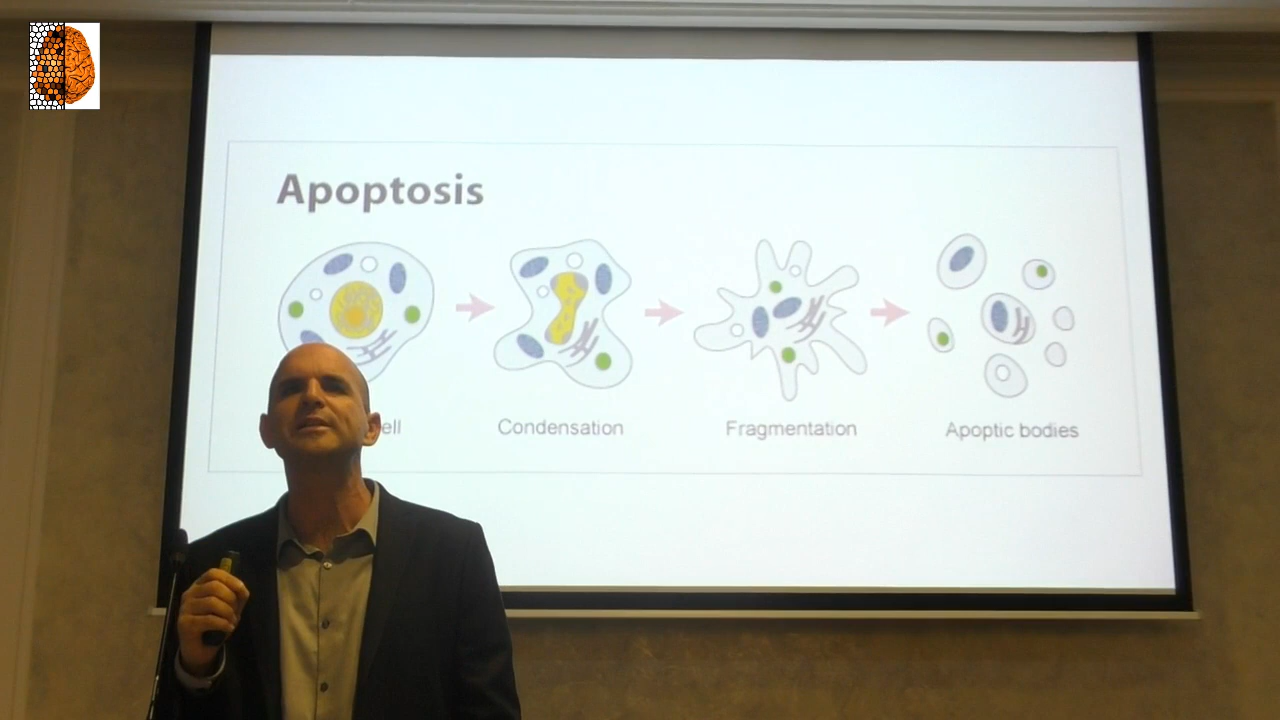 Apoptosis
ell
Condensation
Fragmentation
Apoptic bodies